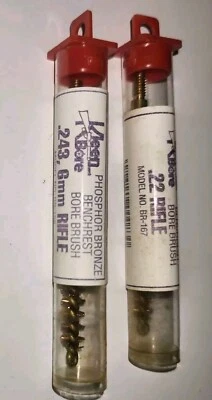 Kleen
Bore
PHOSPHOR BRONZE
BENCHREST
BORE BRUSH
.243, 6mm RIFLE
Kleen
Bore
BORE BRUSH
.22 RIFLE
MODEL NO. BR-167